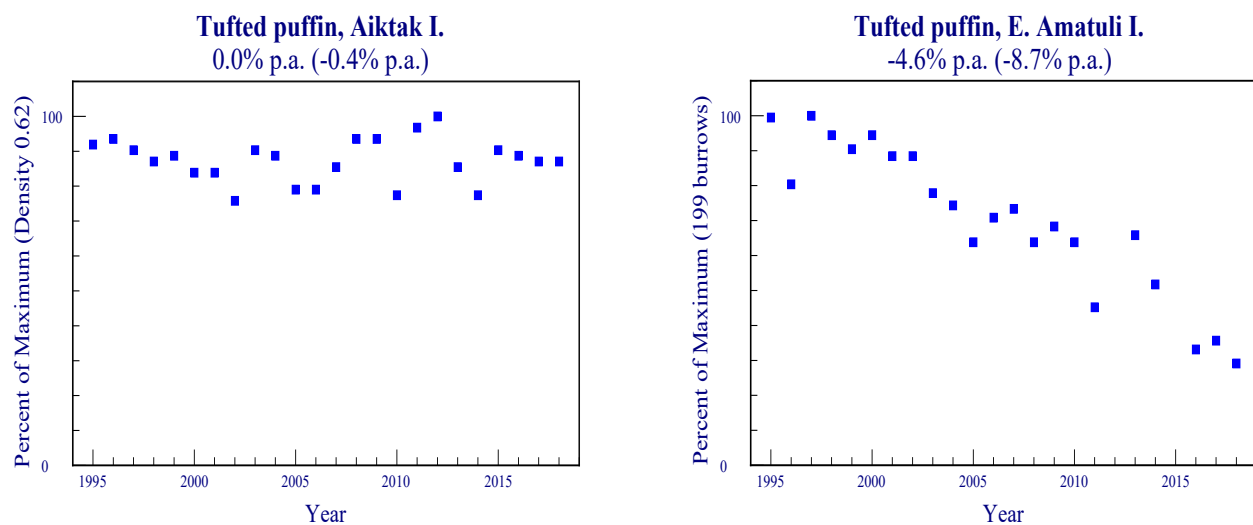 Tufted puffin, Aiktak I.
0.0% p.a. (-0.4% p.a.)
Percent of Maximum (Density 0.62)
100
0
1995 2000 2005 2010 2015
Year
Tufted puffin, E. Amatuli I.
-4.6% p.a. (-8.7% p.a.)
Percent of Maximum (199 burrows)
100
0
1995 2000 2005 2010 2015
Year